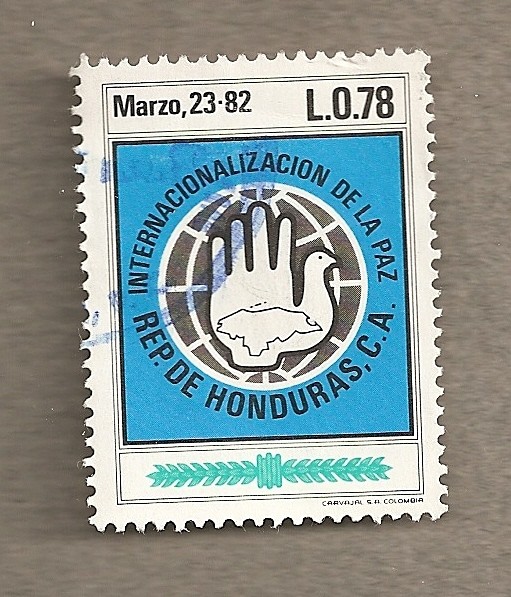 Marzo, 23-82
L.0.78
INTERNACIONALIZACION DE LA PAZ
REP. DE HONDURAS, C.A.
CARVAJAL S.A. COLOMBIA